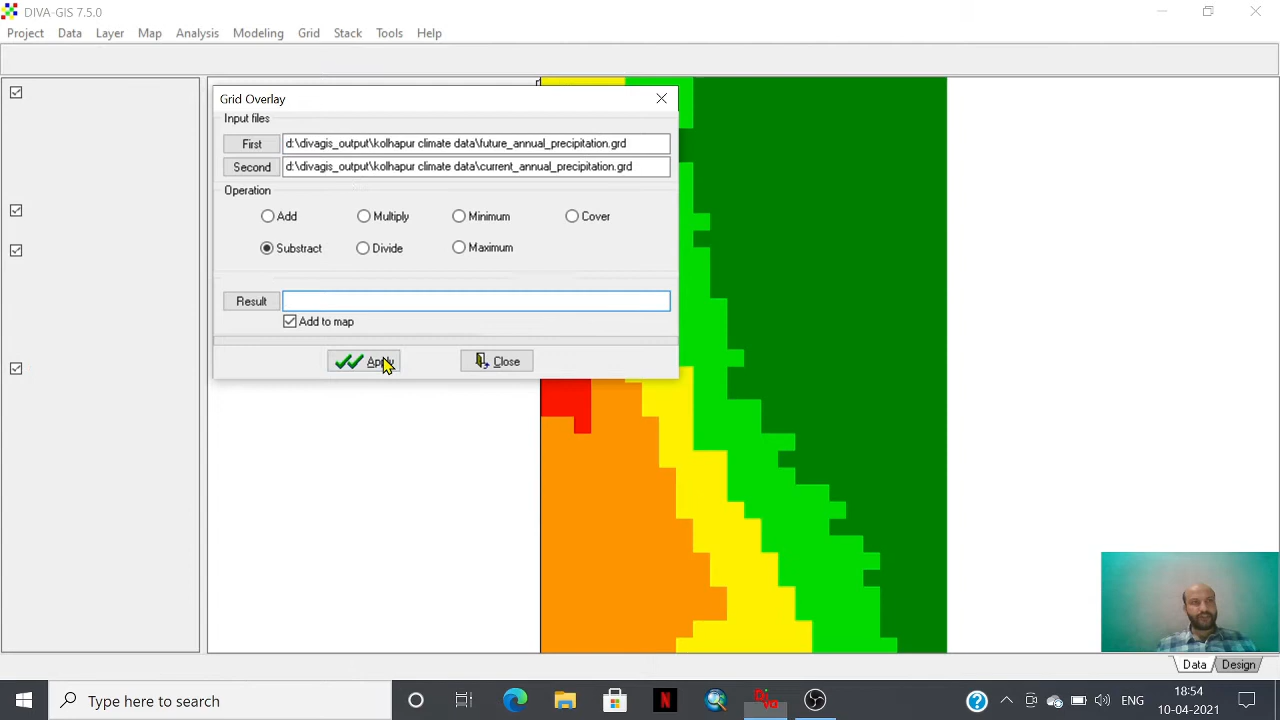 DIVA-GIS 7.5.0
Project Data Layer Map Analysis Modeling Grid Stack Tools Help
Grid Overlay
Input files
First d:\divagis_output\kolhapur climate data\future_annual_precipitation.grd
Second d:\divagis_output\kolhapur climate data\current_annual_precipitation.grd
Operation
Add Multiply Minimum Cover
Substract Divide Maximum
Result
Add to map
Apply Close
Data Design
Type here to search
ENG
18:54
10-04-2021